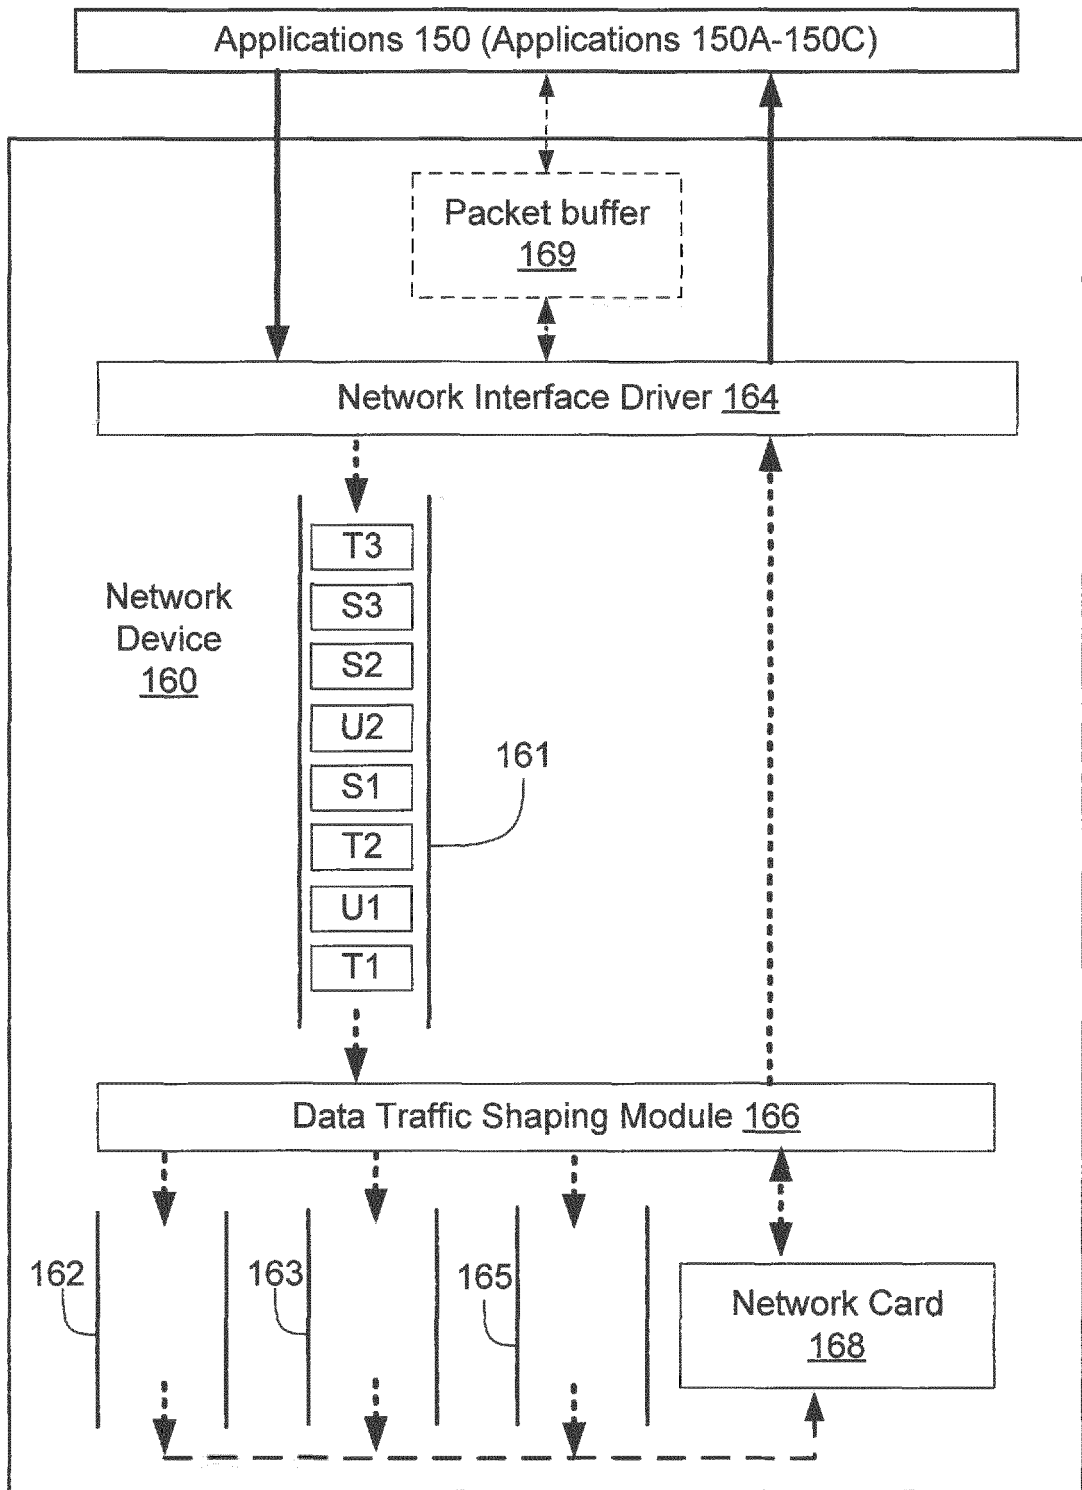 Applications 150 (Applications 150A-150C)
Packet buffer
169
Network Interface Driver 164
T3
S3
S2
U2
S1
T2
U1
T1
Network
Device
160
161
Data Traffic Shaping Module 166
162
163
165
Network Card
168